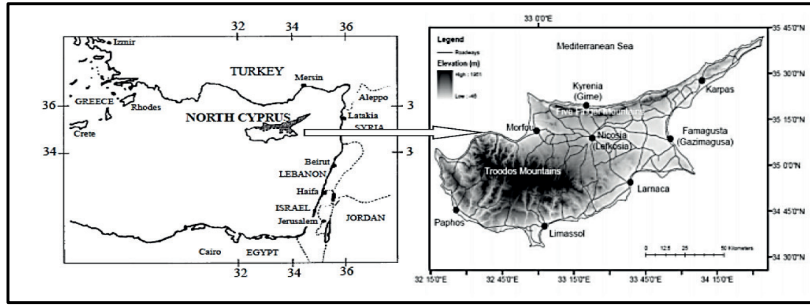 32 34 36
Izmir
TURKEY
Mersin
Aleppo
GREECE
Rhodes
36
3
NORTH CYPRUS
Latakia
SYRIA
Crete
34
3
Beirut
LEBANON
Haifa
ISRAEL
Jerusalem
JORDAN
Cairo
EGYPT
32 34 36
33 0'0"E
35 45'0"N
Legend
Roadways
Elevation (m)
High : 1951
Mediterranean Sea
35 30'0"N
Kyrenia
(Girne)
Karpas
Five Finger Mountains
Morfou
Nicosia
(Lefkosia)
Famagusta
(Gazimagusa)
35 15'0"N
35 0'0"N
Troodos Mountains
Larnaca
34 45'0"N
Paphos
Limassol
0 12.5 25 50 Kilometers
34 30'0"N
32 15'0"E 32 45'0"E 33 15'0"E 33 45'0"E 34 15'0"E